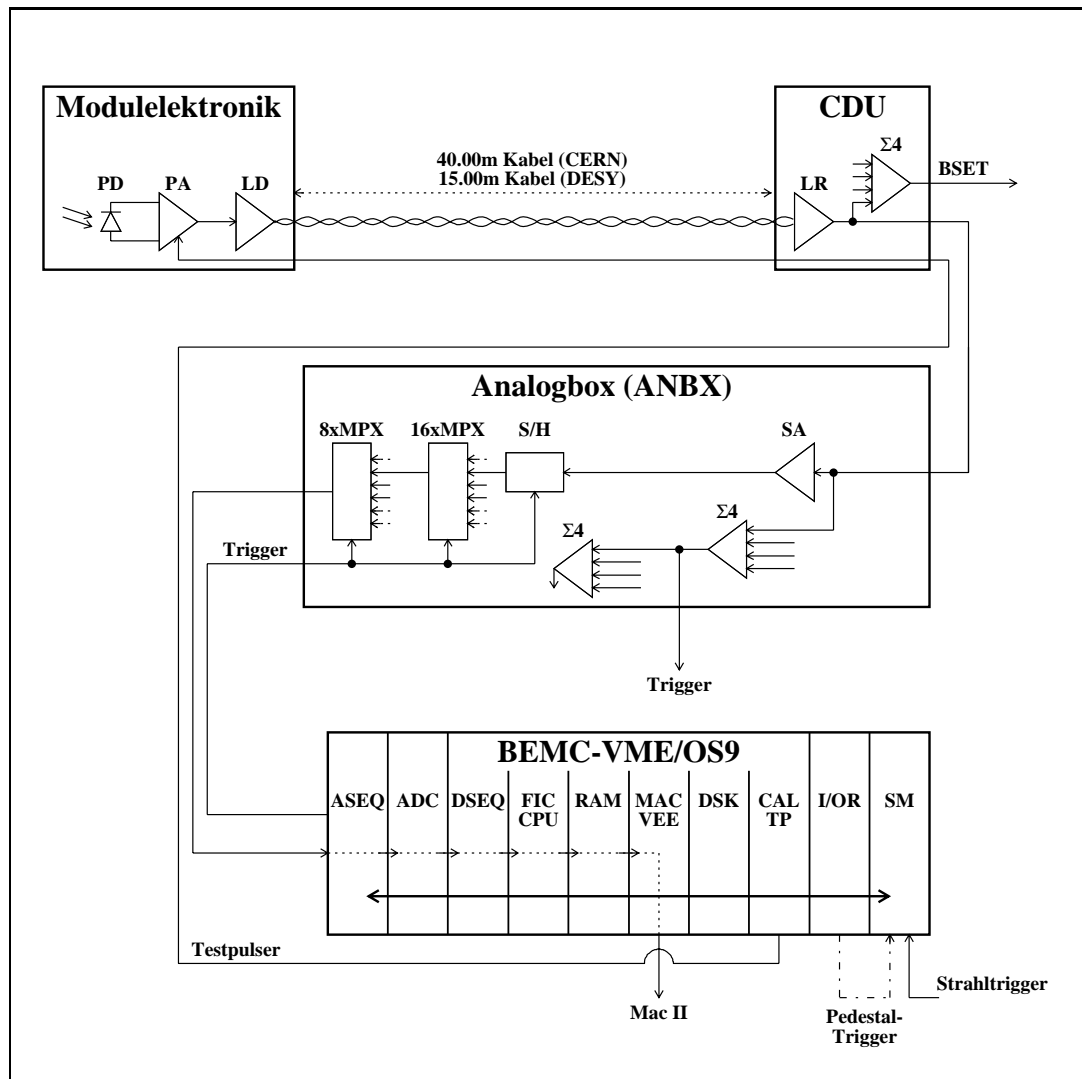 Modulelektronik
CDU
Σ4
40.00m Kabel (CERN)
15.00m Kabel (DESY)
BSET
PD
PA
LD
LR
Analogbox (ANBX)
8xMPX
16xMPX
S/H
SA
Σ4
Σ4
Trigger
Trigger
BEMC-VME/OS9
ASEQ
ADC
DSEQ
FIC
CPU
RAM
MAC
VEE
DSK
CAL
TP
I/OR
SM
Testpulser
Strahltrigger
Mac II
Pedestal-
Trigger